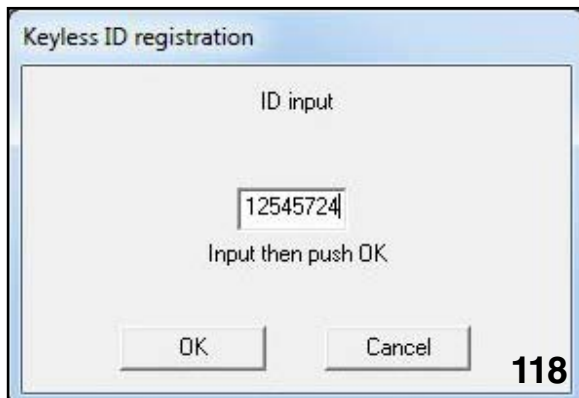 Keyless ID registration
ID input
12545724
Input then push OK
OK Cancel
118